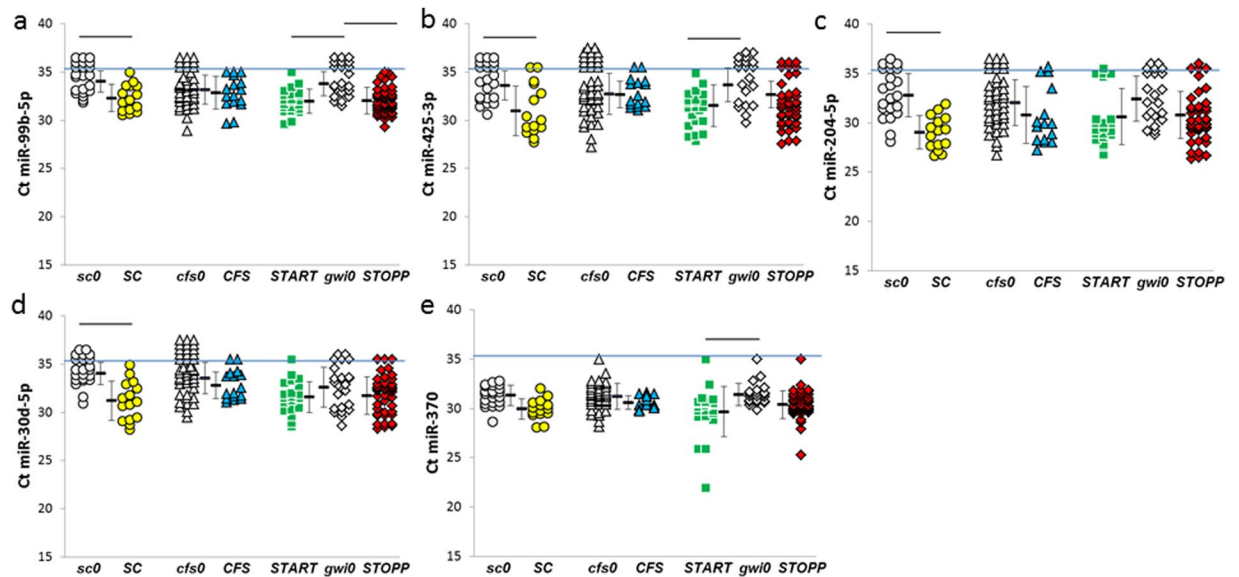 a
40
35
30
25
20
15
Ct miR-99b-5p
sc0 SC cfs0 CFS START gwi0 STOPP
b
40
35
30
25
20
15
Ct miR-425-3p
sc0 SC cfs0 CFS START gwi0 STOPP
c
40
35
30
25
20
15
Ct miR-204-5p
sc0 SC cfs0 CFS START gwi0 STOPP
d
40
35
30
25
20
15
Ct miR-30d-5p
sc0 SC cfs0 CFS START gwi0 STOPP
e
40
35
30
25
20
15
Ct miR-370
sc0 SC cfs0 CFS START gwi0 STOPP